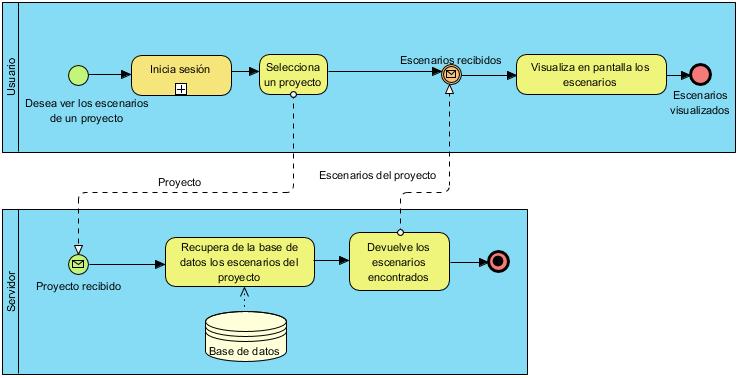 Usuario
Desea ver los escenarios
de un proyecto
Inicia sesión
Selecciona
un proyecto
Escenarios recibidos
Visualiza en pantalla los
escenarios
Escenarios
visualizados
Proyecto
Escenarios del proyecto
Servidor
Proyecto recibido
Recupera de la base de
datos los escenarios del
proyecto
Devuelve los
escenarios
encontrados
Base de datos